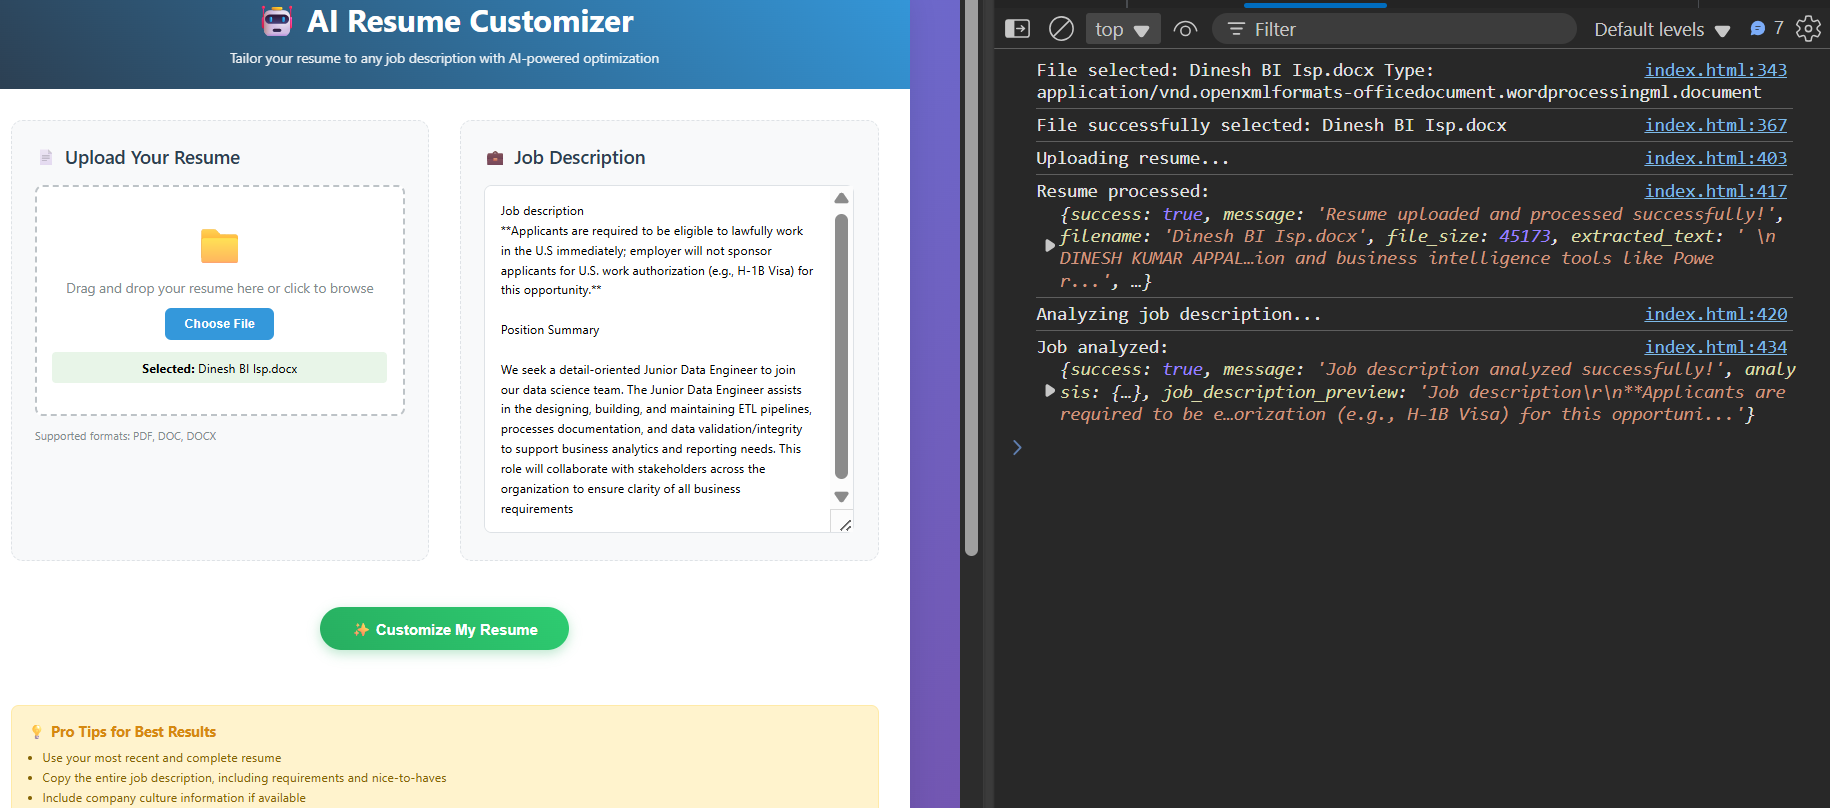 AI Resume Customizer
Tailor your resume to any job description with AI-powered optimization
Upload Your Resume
Drag and drop your resume here or click to browse
Choose File
Selected: Dinesh BI Isp.docx
Supported formats: PDF, DOC, DOCX
Job Description
Job description
**Applicants are required to be eligible to lawfully work
in the U.S immediately; employer will not sponsor
applicants for U.S. work authorization (e.g., H-1B Visa) for
this opportunity.**
Position Summary
We seek a detail-oriented Junior Data Engineer to join
our data science team. The Junior Data Engineer assists
in the designing, building, and maintaining ETL pipelines,
processes documentation, and data validation/integrity
to support business analytics and reporting needs. This
role will collaborate with stakeholders across the
organization to ensure clarity of all business
requirements
✨ Customize My Resume
Pro Tips for Best Results
• Use your most recent and complete resume
• Copy the entire job description, including requirements and nice-to-haves
• Include company culture information if available
top Filter Default levels 7
File selected: Dinesh BI Isp.docx Type: index.html:343
application/vnd.openxmlformats-officedocument.wordprocessingml.document
File successfully selected: Dinesh BI Isp.docx index.html:367
Uploading resume... index.html:403
Resume processed: index.html:417
{success: true, message: 'Resume uploaded and processed successfully!',
filename: 'Dinesh BI Isp.docx', file_size: 45173, extracted_text: ' \n
DINESH KUMAR APPAL…ion and business intelligence tools like Powe
r...', …}
Analyzing job description... index.html:420
Job analyzed: index.html:434
{success: true, message: 'Job description analyzed successfully!', analy
sis: {…}, job_description_preview: 'Job description\r\n**Applicants are
required to be e…orization (e.g., H-1B Visa) for this opportuni...'}